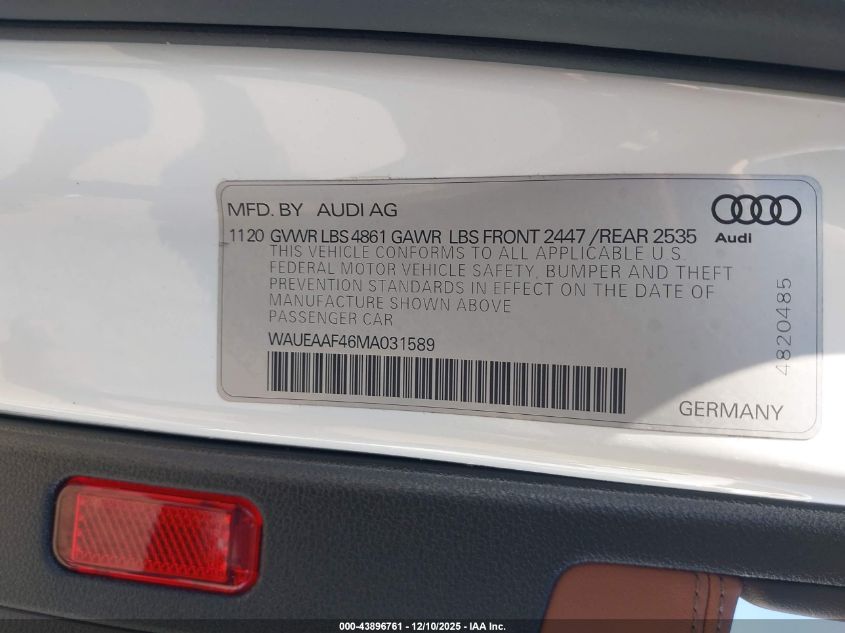 MFD. BY AUDI AG
1120 GVWR LBS 4861 GAWR LBS FRONT 2447 /REAR 2535
THIS VEHICLE CONFORMS TO ALL APPLICABLE U.S.
FEDERAL MOTOR VEHICLE SAFETY, BUMPER AND THEFT
PREVENTION STANDARDS IN EFFECT ON THE DATE OF
MANUFACTURE SHOWN ABOVE
PASSENGER CAR
WAUEAAF46MA031589
Audi
4820485
GERMANY
000-43896761 - 12/10/2025 - IAA Inc.